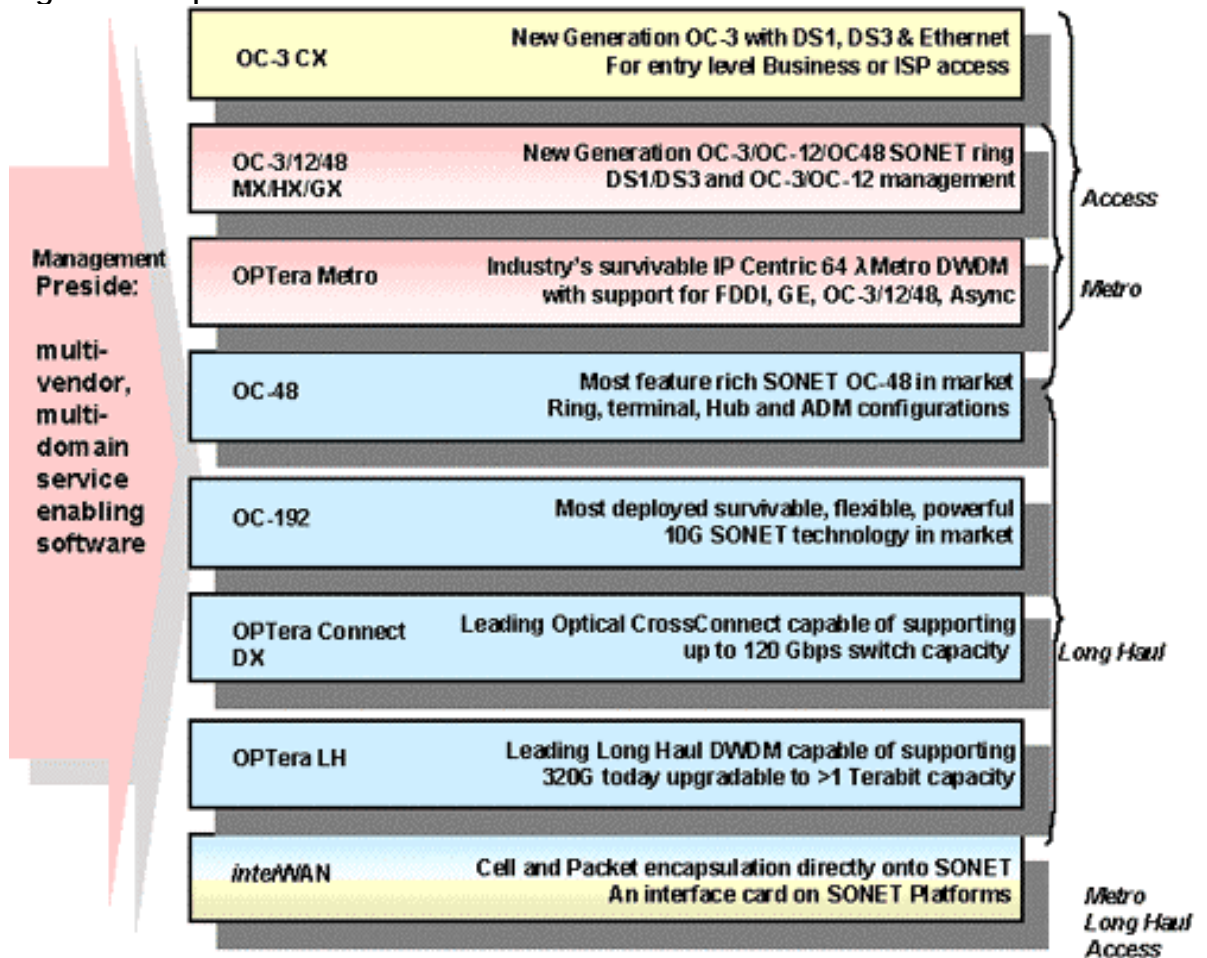 OC-3 CX
New Generation OC-3 with DS1, DS3 & Ethernet
For entry level Business or ISP access
OC-3/12/48
MX/HX/GX
New Generation OC-3/OC-12/OC48 SONET ring
DS1/DS3 and OC-3/OC-12 management
Access
Management
Preside:
multi-
vendor,
multi-
domain
service
enabling
software
OPTera Metro
Industry's survivable IP Centric 64 λ Metro DWDM
with support for FDDI, GE, OC-3/12/48, Async
Metro
OC-48
Most feature rich SONET OC-48 in market
Ring, terminal, Hub and ADM configurations
OC-192
Most deployed survivable, flexible, powerful
10G SONET technology in market
OPTera Connect
DX
Leading Optical CrossConnect capable of supporting
up to 120 Gbps switch capacity
Long Haul
OPTera LH
Leading Long Haul DWDM capable of supporting
320G today upgradable to >1 Terabit capacity
interWAN
Cell and Packet encapsulation directly onto SONET
An interface card on SONET Platforms
Metro
Long Haul
Access